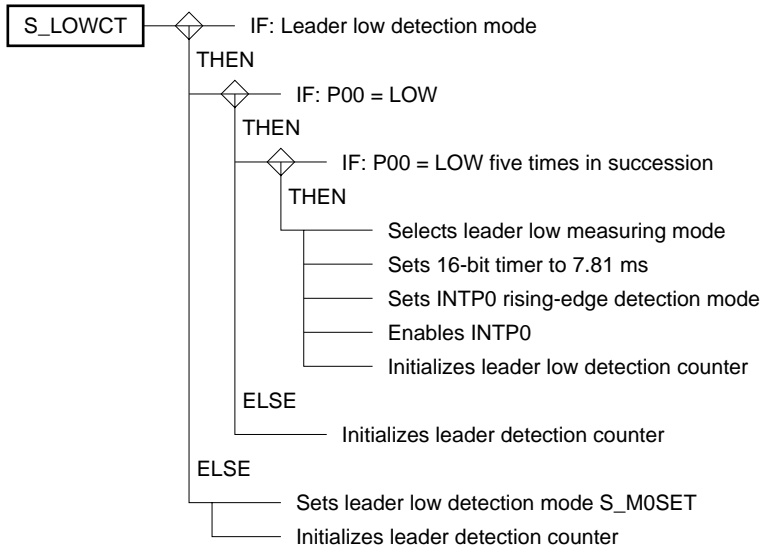 S_LOWCT
IF: Leader low detection mode
THEN
IF: P00 = LOW
THEN
IF: P00 = LOW five times in succession
THEN
Selects leader low measuring mode
Sets 16-bit timer to 7.81 ms
Sets INTP0 rising-edge detection mode
Enables INTP0
Initializes leader low detection counter
ELSE
Initializes leader detection counter
ELSE
Sets leader low detection mode S_M0SET
Initializes leader detection counter